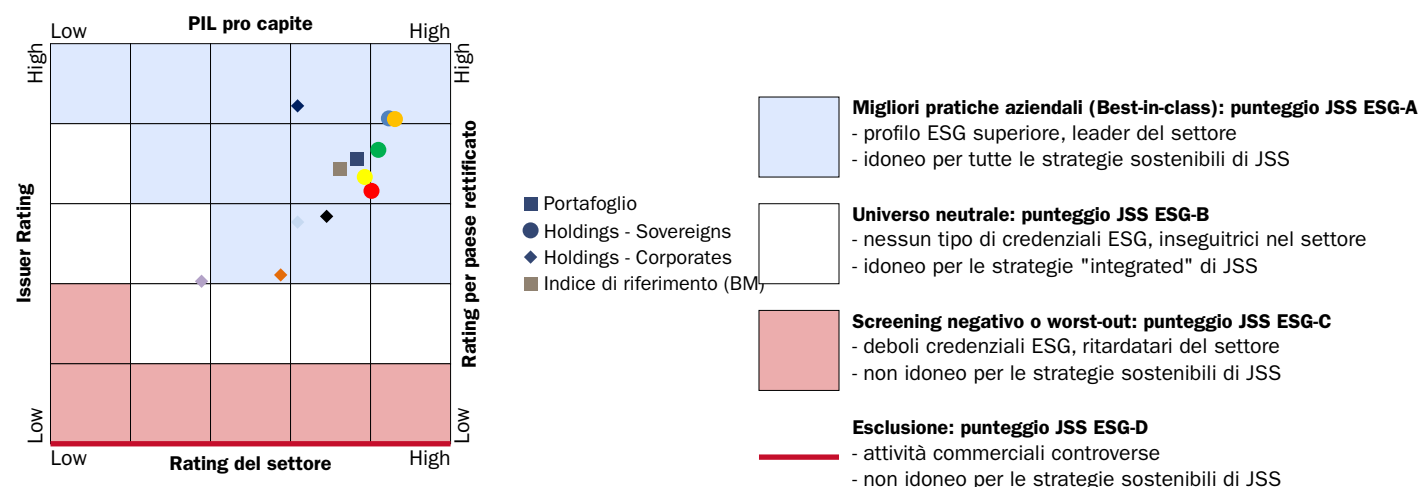 PIL pro capite
Low
High
High
High
Issuer Rating
Rating per paese rettificato
Low
Low
Low
Rating del settore
High
Portafoglio
Holdings - Sovereigns
Holdings - Corporates
Indice di riferimento (BM)
Migliori pratiche aziendali (Best-in-class): punteggio JSS ESG-A
- profilo ESG superiore, leader del settore
- idoneo per tutte le strategie sostenibili di JSS
Universo neutrale: punteggio JSS ESG-B
- nessun tipo di credenziali ESG, inseguitrici nel settore
- idoneo per le strategie "integrated" di JSS
Screening negativo o worst-out: punteggio JSS ESG-C
- deboli credenziali ESG, ritardatari del settore
- non idoneo per le strategie sostenibili di JSS
Esclusione: punteggio JSS ESG-D
- attività commerciali controverse
- non idoneo per le strategie sostenibili di JSS